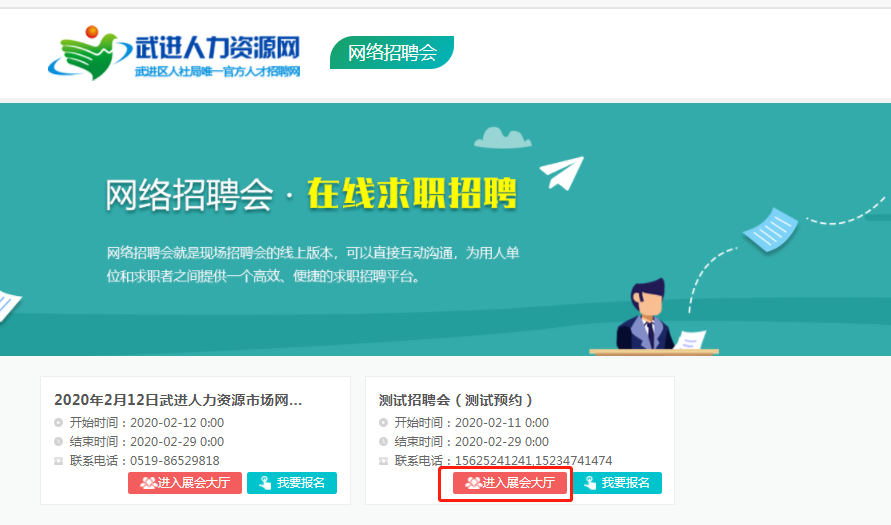 武进人力资源网
武进区人社局唯一官方人才招聘网
网络招聘会
网络招聘会 · 在线求职招聘
网络招聘会就是现场招聘会的线上版本，可以直接互动沟通，为用人单
位和求职者之间提供一个高效、便捷的求职招聘平台。
2020年2月12日武进人力资源市场网...
开始时间：2020-02-12 0:00
结束时间：2020-02-29 0:00
联系电话：0519-86529818
进入展会大厅
我要报名
测试招聘会（测试预约）
开始时间：2020-02-11 0:00
结束时间：2020-02-29 0:00
联系电话：15625241241,15234741474
进入展会大厅
我要报名